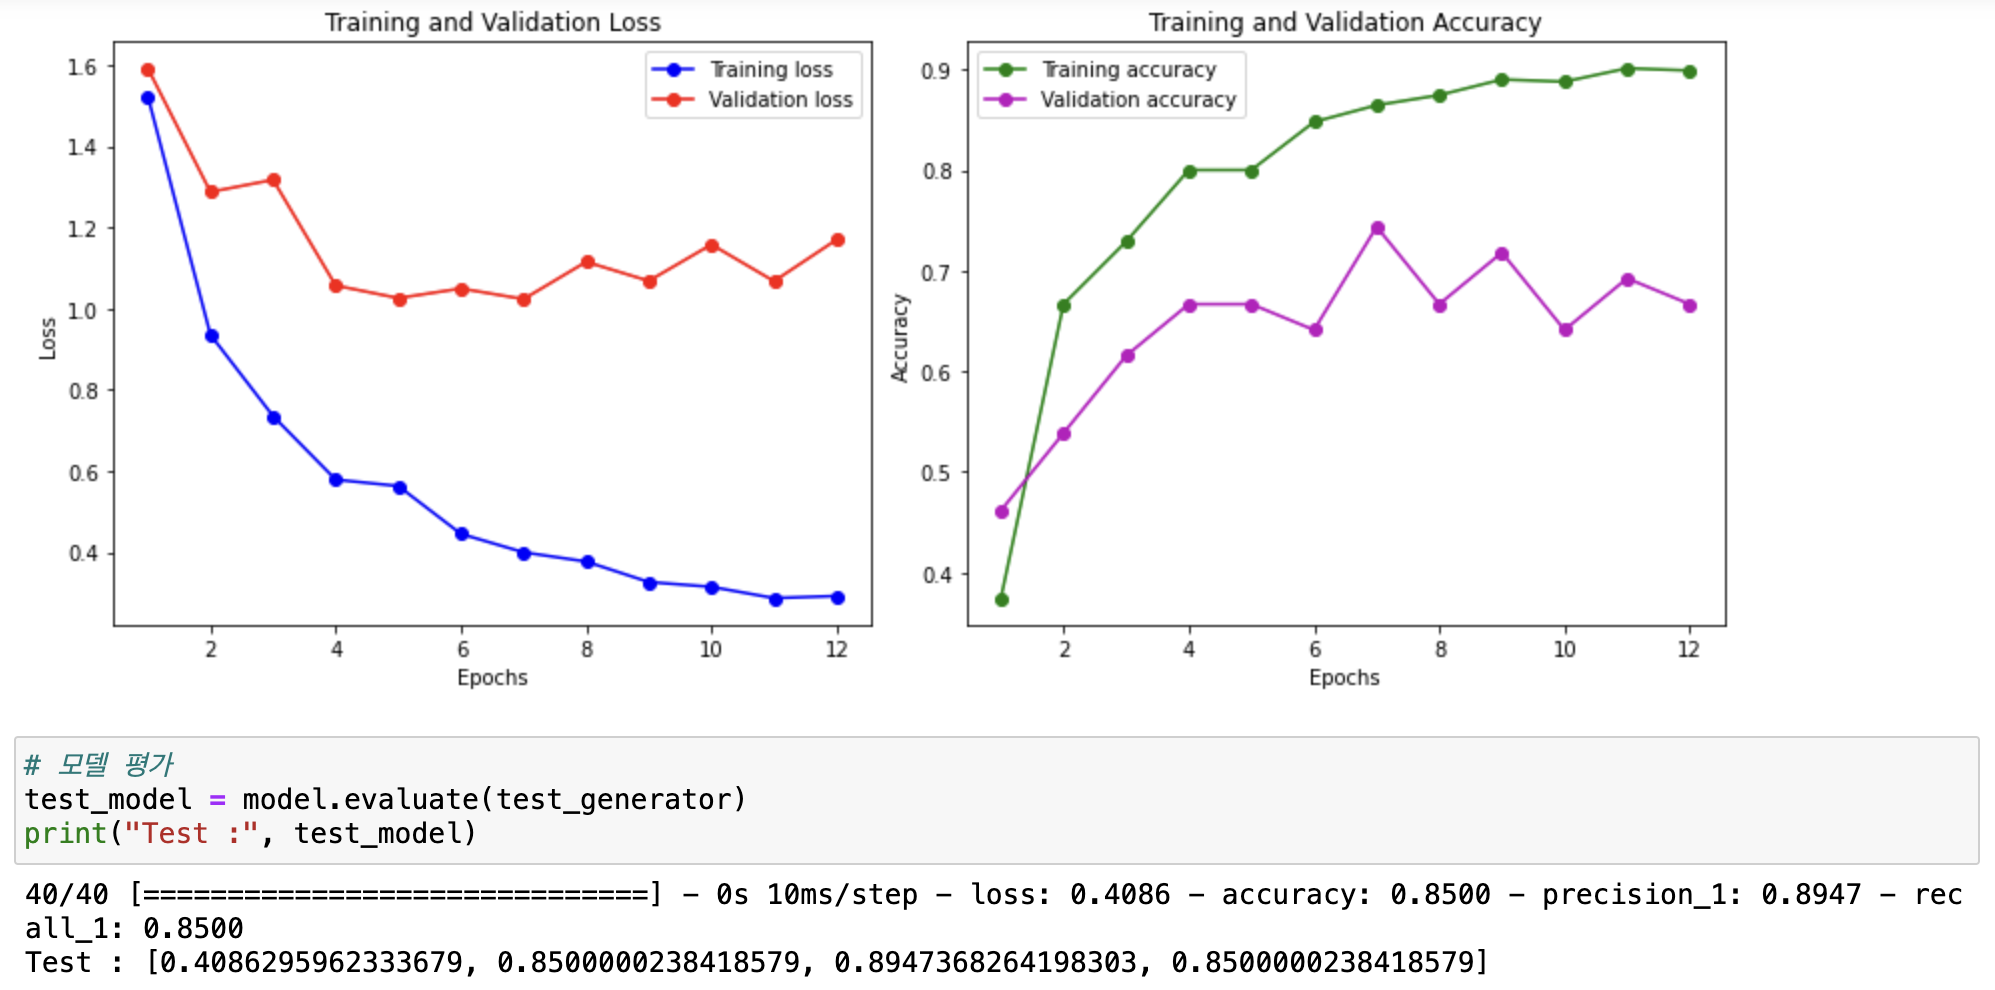 Training and Validation Loss
1.6
1.4
1.2
1.0
0.8
0.6
0.4
Loss
Training loss
Validation loss
2 4 6 8 10 12
Epochs
Training and Validation Accuracy
0.9
0.8
0.7
0.6
0.5
0.4
Accuracy
Training accuracy
Validation accuracy
2 4 6 8 10 12
Epochs
# 모델 평가
test_model = model.evaluate(test_generator)
print("Test :", test_model)
40/40 [==============================] - 0s 10ms/step - loss: 0.4086 - accuracy: 0.8500 - precision_1: 0.8947 - rec
all_1: 0.8500
Test : [0.4086295962333679, 0.8500000238418579, 0.8947368264198303, 0.8500000238418579]